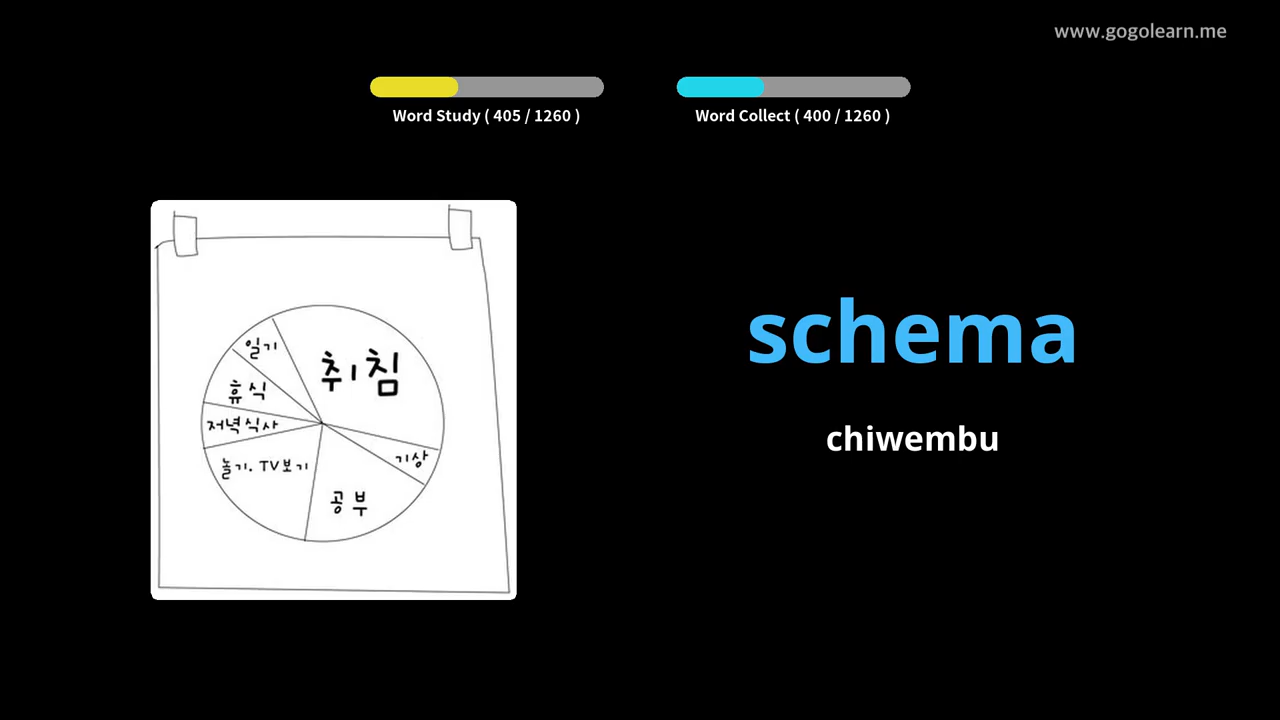 www.gogolearn.me
Word Study ( 405 / 1260 )
Word Collect ( 400 / 1260 )
일기
취침
휴식
저녁식사
놀기. TV보기
기상
공부
schema
chiwembu